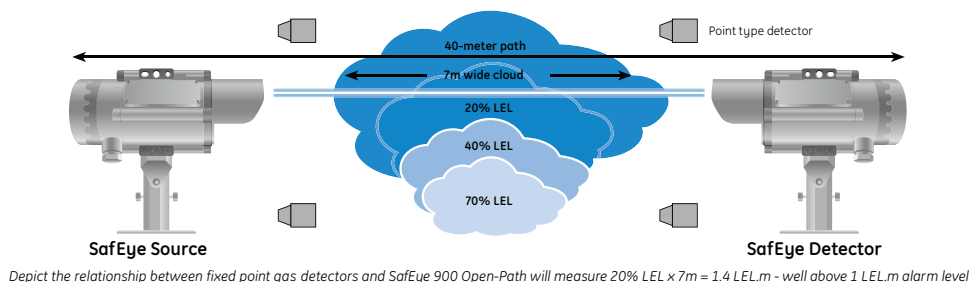 Point type detector
40-meter path
7m wide cloud
20% LEL
40% LEL
70% LEL
SafEye Source
SafEye Detector
Depict the relationship between fixed point gas detectors and SafEye 900 Open-Path will measure 20% LEL x 7m = 1.4 LEL.m - well above 1 LEL.m alarm level